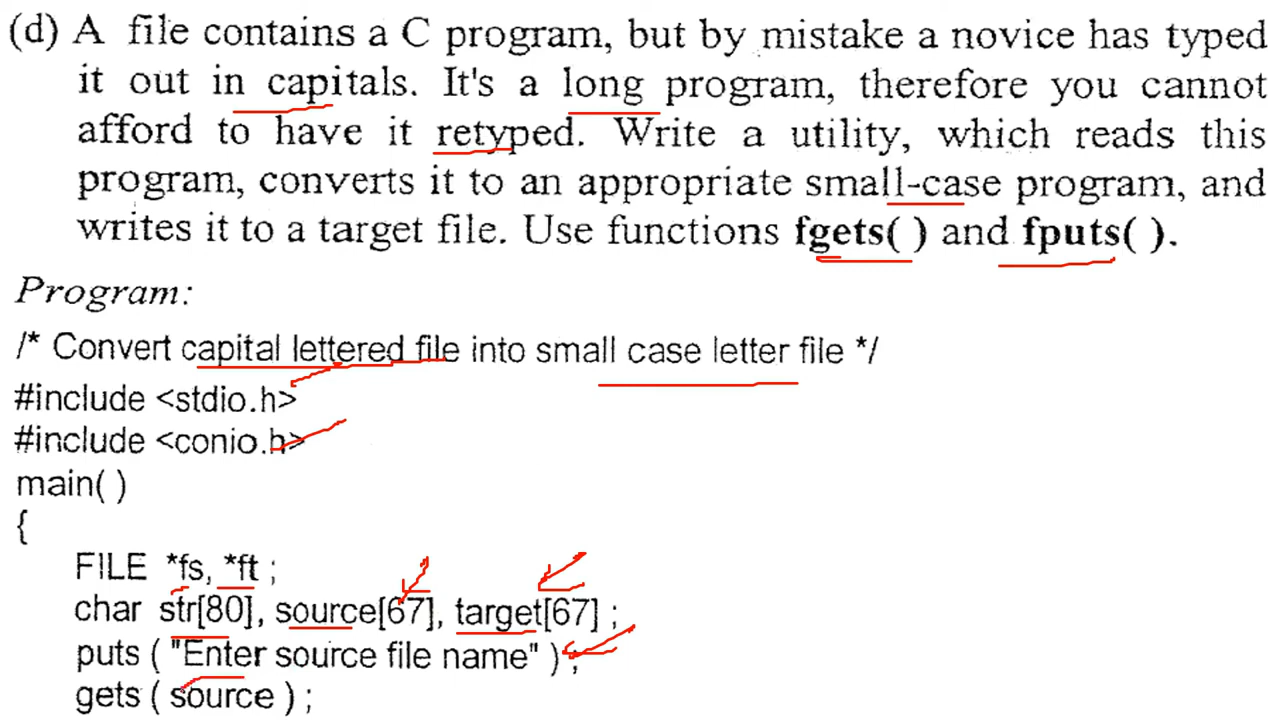 (d) A file contains a C program, but by mistake a novice has typed
it out in capitals. It's a long program, therefore you cannot
afford to have it retyped. Write a utility, which reads this
program, converts it to an appropriate small-case program, and
writes it to a target file. Use functions fgets( ) and fputs( ).
Program:
/* Convert capital lettered file into small case letter file */
#include <stdio.h>
#include <conio.h>
main( )
{
FILE *fs, *ft ;
char str[80], source[67], target[67] ;
puts ( "Enter source file name" ) ;
gets ( source ) ;